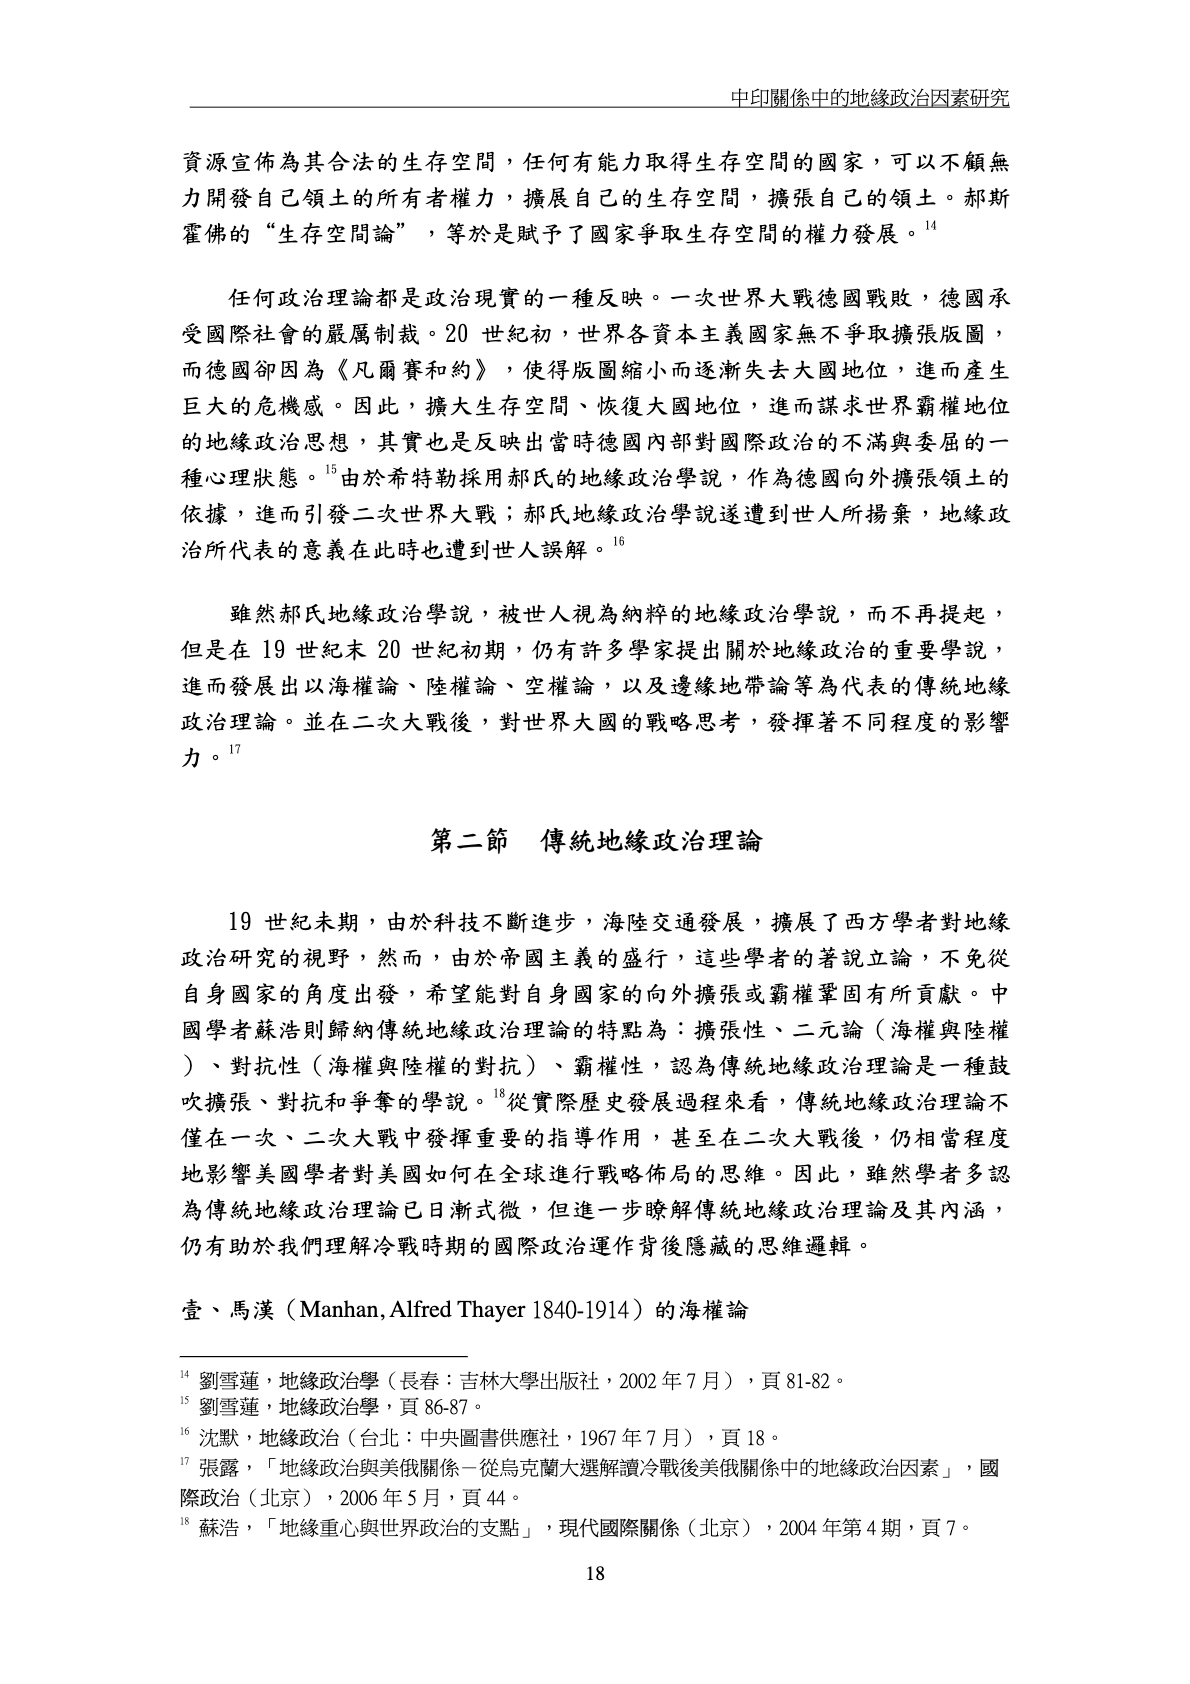 中印關係中的地緣政治因素研究
資源宣佈為其合法的生存空間，任何有能力取得生存空間的國家，可以不顧無
力開發自己領土的所有者權力，擴展自己的生存空間，擴張自己的領土。郝斯
霍佛的“生存空間論”，等於是賦予了國家爭取生存空間的權力發展。14
任何政治理論都是政治現實的一種反映。一次世界大戰德國戰敗，德國承
受國際社會的嚴厲制裁。20 世紀初，世界各資本主義國家無不爭取擴張版圖，
而德國卻因為《凡爾賽和約》，使得版圖縮小而逐漸失去大國地位，進而產生
巨大的危機感。因此，擴大生存空間、恢復大國地位，進而謀求世界霸權地位
的地緣政治思想，其實也是反映出當時德國內部對國際政治的不滿與委屈的一
種心理狀態。15由於希特勒採用郝氏的地緣政治學說，作為德國向外擴張領土的
依據，進而引發二次世界大戰；郝氏地緣政治學說遂遭到世人所揚棄，地緣政
治所代表的意義在此時也遭到世人誤解。16
雖然郝氏地緣政治學說，被世人視為納粹的地緣政治學說，而不再提起，
但是在 19 世紀末 20 世紀初期，仍有許多學家提出關於地緣政治的重要學說，
進而發展出以海權論、陸權論、空權論，以及邊緣地帶論等為代表的傳統地緣
政治理論。並在二次大戰後，對世界大國的戰略思考，發揮著不同程度的影響
力。17
第二節　傳統地緣政治理論
19 世紀未期，由於科技不斷進步，海陸交通發展，擴展了西方學者對地緣
政治研究的視野，然而，由於帝國主義的盛行，這些學者的著說立論，不免從
自身國家的角度出發，希望能對自身國家的向外擴張或霸權鞏固有所貢獻。中
國學者蘇浩則歸納傳統地緣政治理論的特點為：擴張性、二元論（海權與陸權
）、對抗性（海權與陸權的對抗）、霸權性，認為傳統地緣政治理論是一種鼓
吹擴張、對抗和爭奪的學說。18從實際歷史發展過程來看，傳統地緣政治理論不
僅在一次、二次大戰中發揮重要的指導作用，甚至在二次大戰後，仍相當程度
地影響美國學者對美國如何在全球進行戰略佈局的思維。因此，雖然學者多認
為傳統地緣政治理論已日漸式微，但進一步瞭解傳統地緣政治理論及其內涵，
仍有助於我們理解冷戰時期的國際政治運作背後隱藏的思維邏輯。
壹、馬漢（Manhan, Alfred Thayer 1840-1914）的海權論
14 劉雪蓮，地緣政治學（長春：吉林大學出版社，2002 年 7 月），頁 81-82。
15 劉雪蓮，地緣政治學，頁 86-87。
16 沈默，地緣政治（台北：中央圖書供應社，1967 年 7 月），頁 18。
17 張露，「地緣政治與美俄關係－從烏克蘭大選解讀冷戰後美俄關係中的地緣政治因素」，國
際政治（北京），2006 年 5 月，頁 44。
18 蘇浩，「地緣重心與世界政治的支點」，現代國際關係（北京），2004 年第 4 期，頁 7。
18